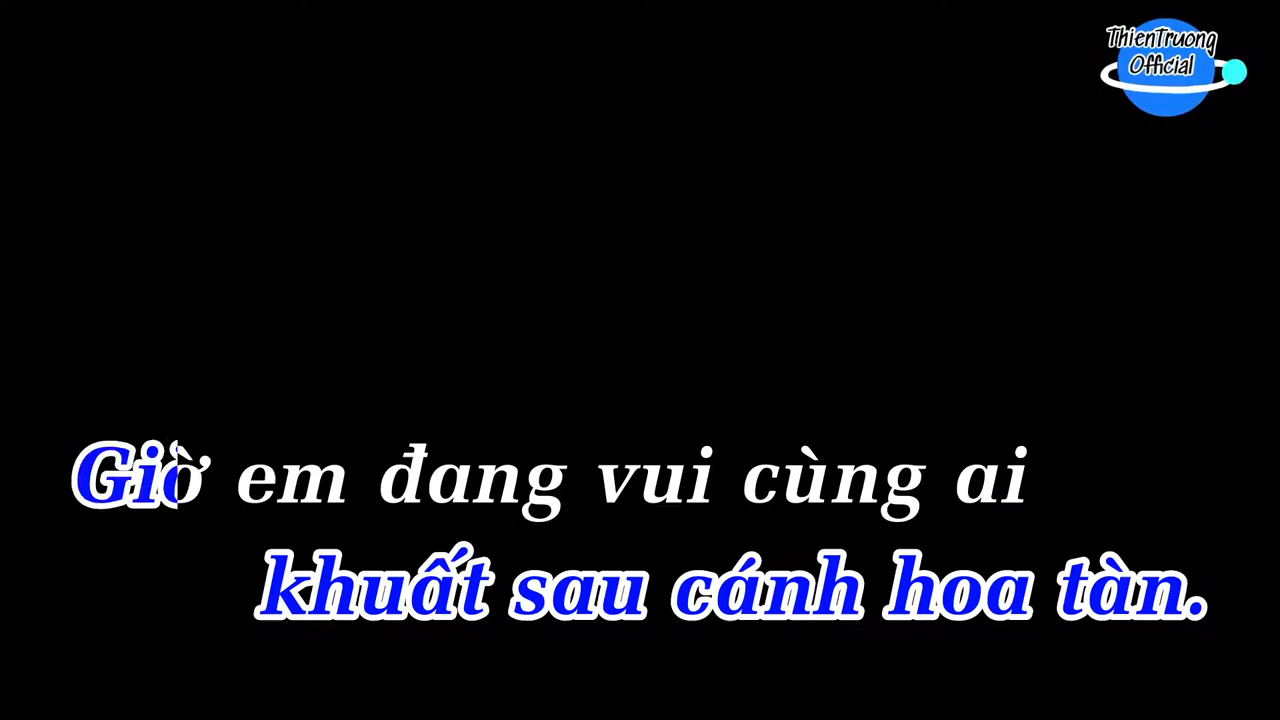 ThienTruong
Official
Giờ em đang vui cùng ai
khuất sau cánh hoa tàn.